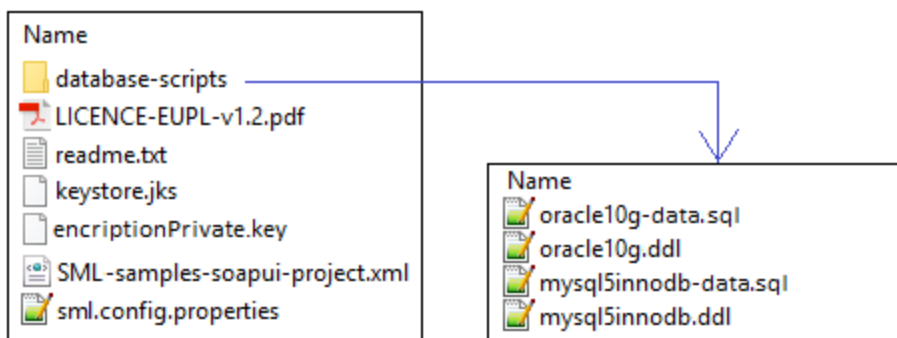 Name
database-scripts
LICENCE-EUPL-v1.2.pdf
readme.txt
keystore.jks
encriptionPrivate.key
SML-samples-soapui-project.xml
sml.config.properties
Name
oracle10g-data.sql
oracle10g.ddl
mysql5innodb-data.sql
mysql5innodb.ddl